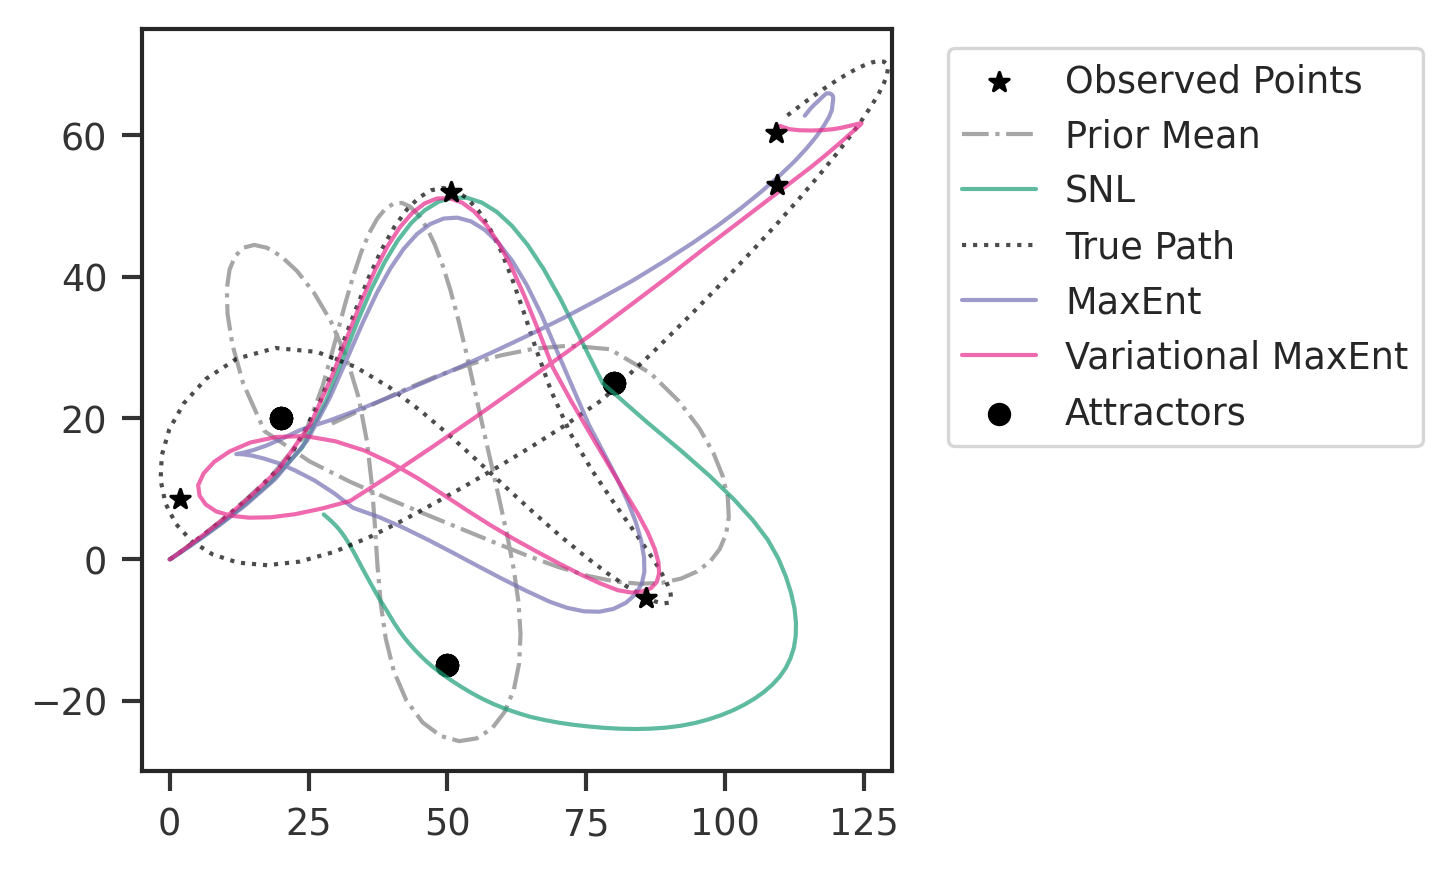 60
40
20
0
−20
0 25 50 75 100 125
Observed Points
Prior Mean
SNL
True Path
MaxEnt
Variational MaxEnt
Attractors